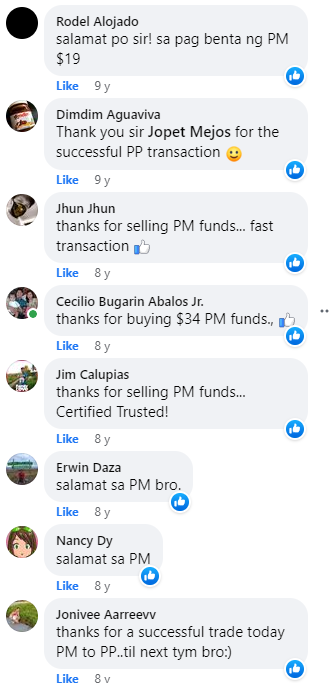 Rodel Alojado
salamat po sir! sa pag benta ng PM
$19
Like 9 y
Dimdim Aguaviva
Thank you sir Jopet Mejos for the
successful PP transaction 🙂
Like 9 y
Jhun Jhun
thanks for selling PM funds... fast
transaction 👍
Like 8 y
Cecilio Bugarin Abalos Jr.
thanks for buying $34 PM funds., 👍
Like 8 y
Jim Calupias
thanks for selling PM funds...
Certified Trusted!
Like 8 y
Erwin Daza
salamat sa PM bro.
Like 8 y
Nancy Dy
salamat sa PM
Like 8 y
Jonivee Aarreevv
thanks for a successful trade today
PM to PP..til next tym bro:)
Like 8 y